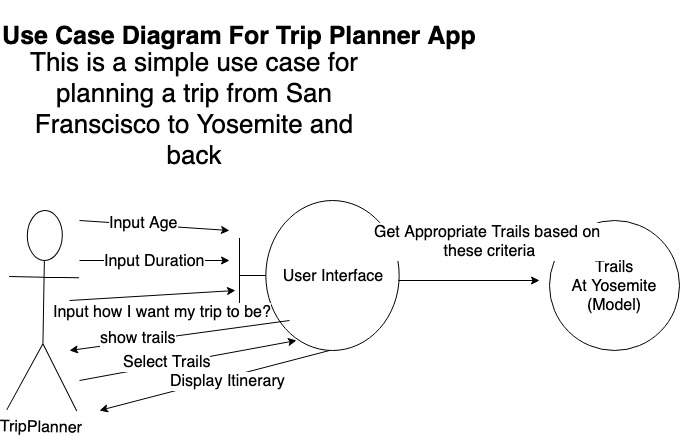 Use Case Diagram For Trip Planner App
This is a simple use case for
planning a trip from San
Franscisco to Yosemite and
back
Input Age
Get Appropriate Trails based on
these criteria
Input Duration
User Interface
Trails
At Yosemite
(Model)
Input how I want my trip to be?
show trails
Select Trails
Display Itinerary
TripPlanner